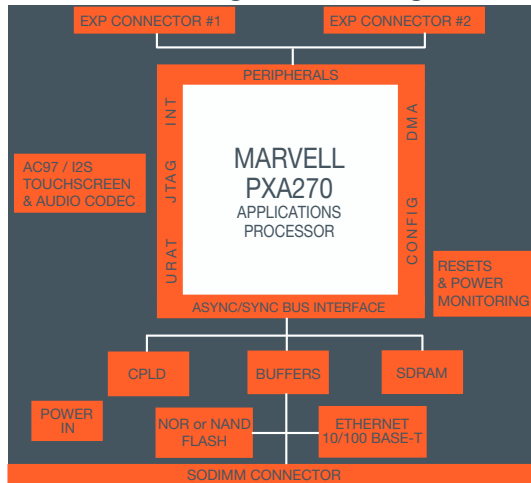 EXP CONNECTOR #1
EXP CONNECTOR #2
PERIPHERALS
INT
JTAG
URAT
DMA
CONFIG
MARVELL
PXA270
APPLICATIONS
PROCESSOR
AC97 / I2S
TOUCHSCREEN
& AUDIO CODEC
RESETS
& POWER
MONITORING
ASYNC/SYNC BUS INTERFACE
CPLD
BUFFERS
SDRAM
POWER
IN
NOR or NAND
FLASH
ETHERNET
10/100 BASE-T
SODIMM CONNECTOR